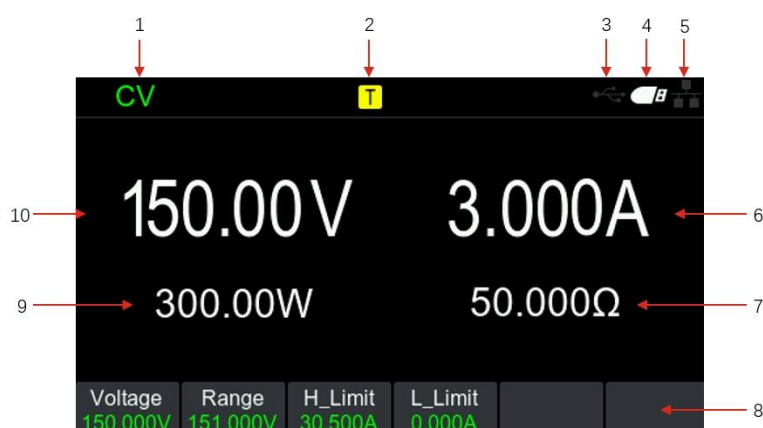 1 2 3 4 5
CV T
10 150.00V 3.000A 6
9 300.00W 50.000Ω 7
Voltage Range H_Limit L_Limit
150.000V 151.000V 30.500A 0.000A 8